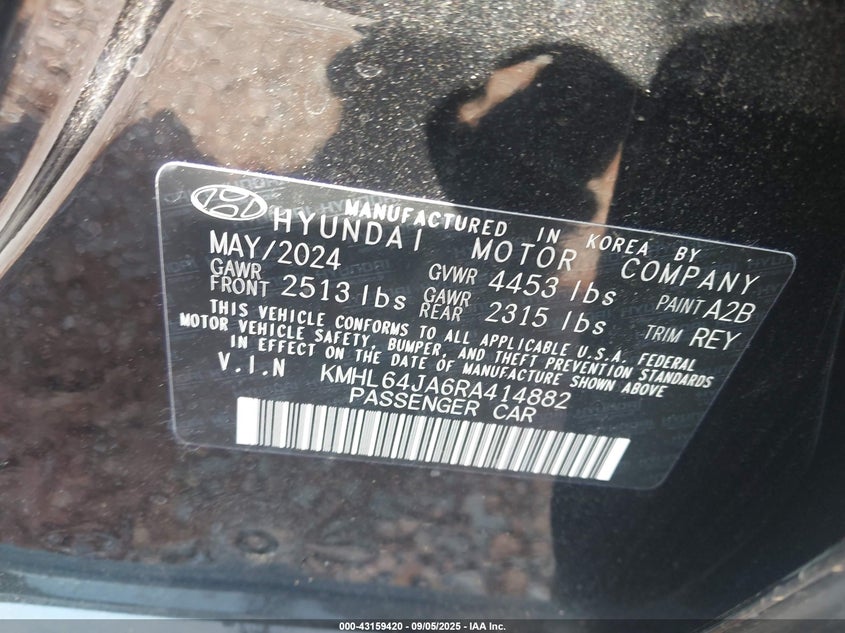 MANUFACTURED IN KOREA BY
HYUNDAI MOTOR COMPANY
MAY/2024 GVWR 4453 lbs PAINT A2B
GAWR FRONT 2513 lbs GAWR REAR 2315 lbs TRIM REY
THIS VEHICLE CONFORMS TO ALL APPLICABLE U.S.A. FEDERAL
MOTOR VEHICLE SAFETY, BUMPER, AND THEFT PREVENTION STANDARDS
IN EFFECT ON THE DATE OF MANUFACTURE SHOWN ABOVE
V.I.N KMHL64JA6RA414882
PASSENGER CAR
000-43159420 - 09/05/2025 - IAA Inc.